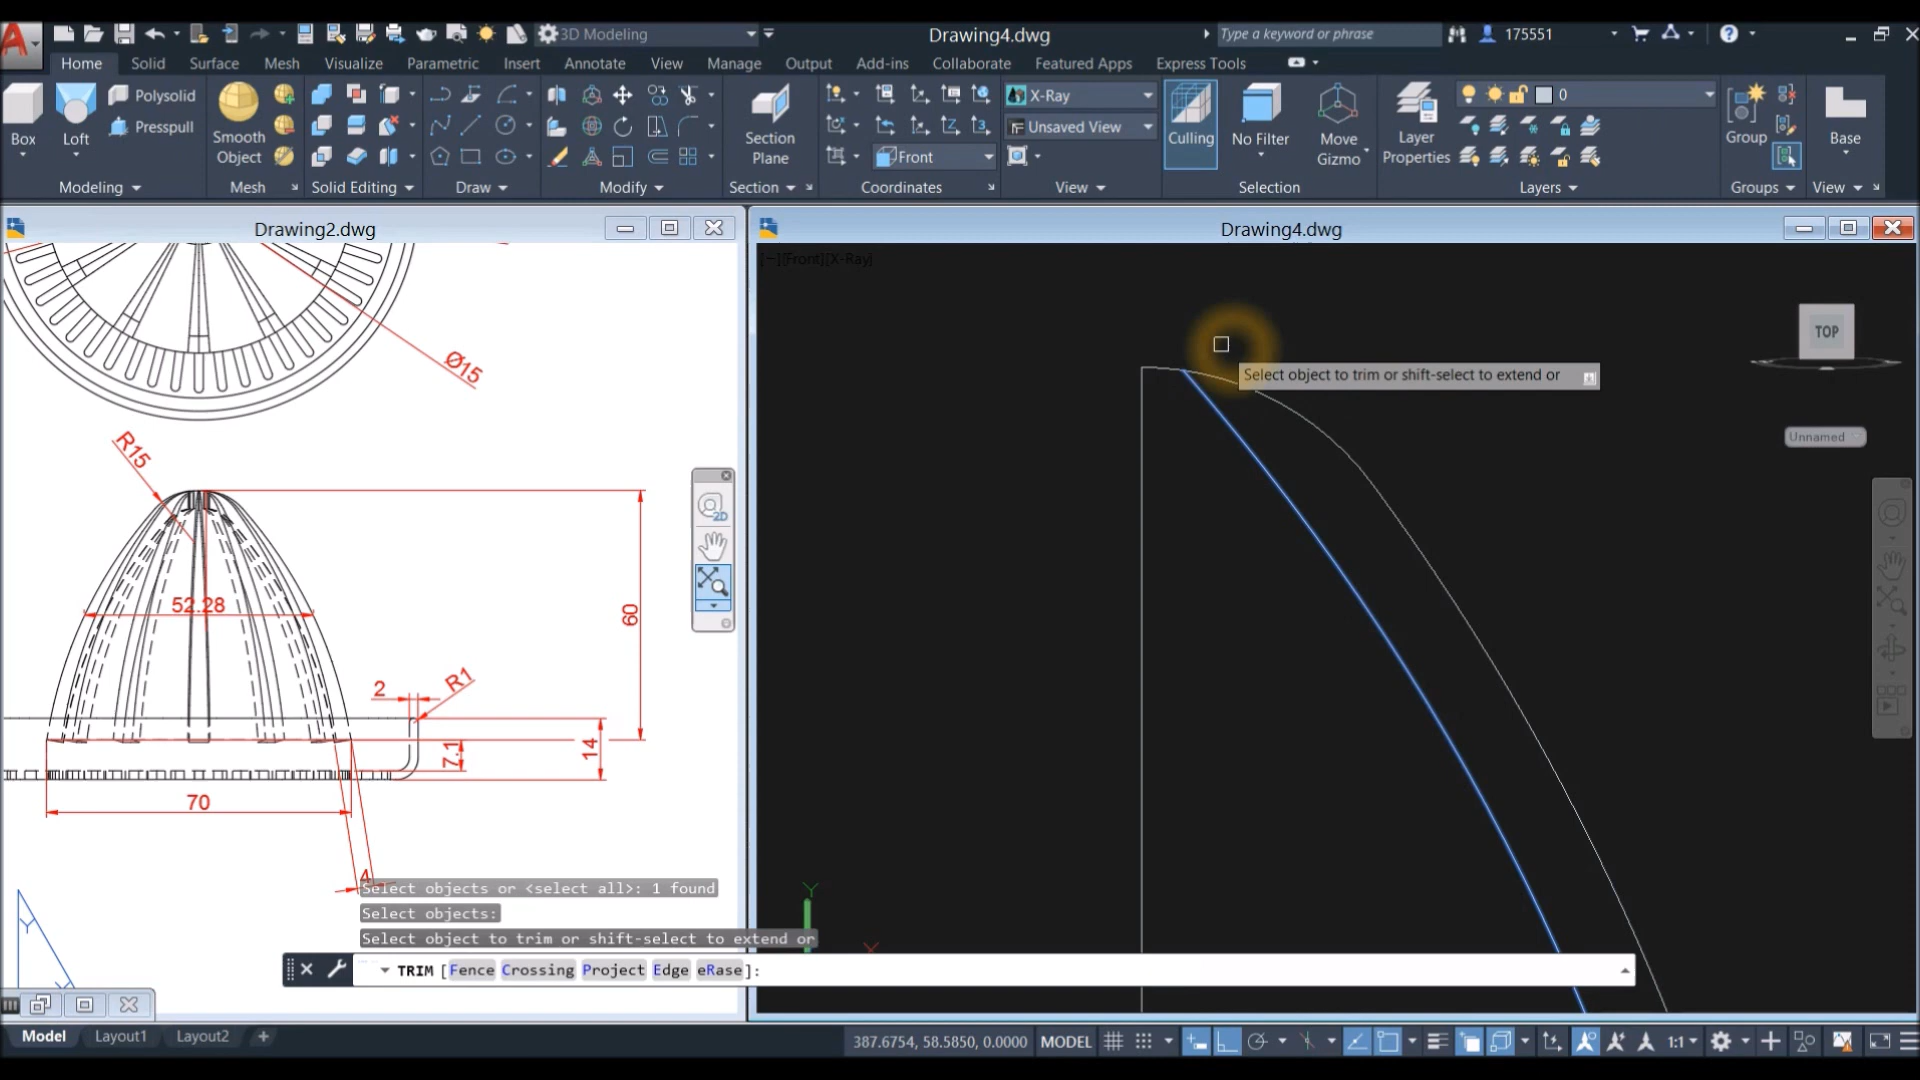 3D Modeling
Drawing4.dwg
Type a keyword or phrase
175551
Home Solid Surface Mesh Visualize Parametric Insert Annotate View Manage Output Add-ins Collaborate Featured Apps Express Tools
Box
Loft
Polysolid
Presspull
Smooth
Object
Section
Plane
Front
X-Ray
Unsaved View
Culling
No Filter
Move
Gizmo
Layer
Properties
0
Group
Base
Modeling
Mesh
Solid Editing
Draw
Modify
Section
Coordinates
View
Selection
Layers
Groups
View
Drawing2.dwg
Drawing4.dwg
[−][Front][X-Ray]
TOP
Unnamed
Ø15
R15
52.28
60
2
R1
7.1
14
70
4
2D
Y
Y
X
Select object to trim or shift-select to extend or
Select objects or <select all>: 1 found
Select objects:
Select object to trim or shift-select to extend or
TRIM [Fence Crossing Project Edge eRase]:
Model Layout1 Layout2 +
387.6754, 58.5850, 0.0000 MODEL
1:1